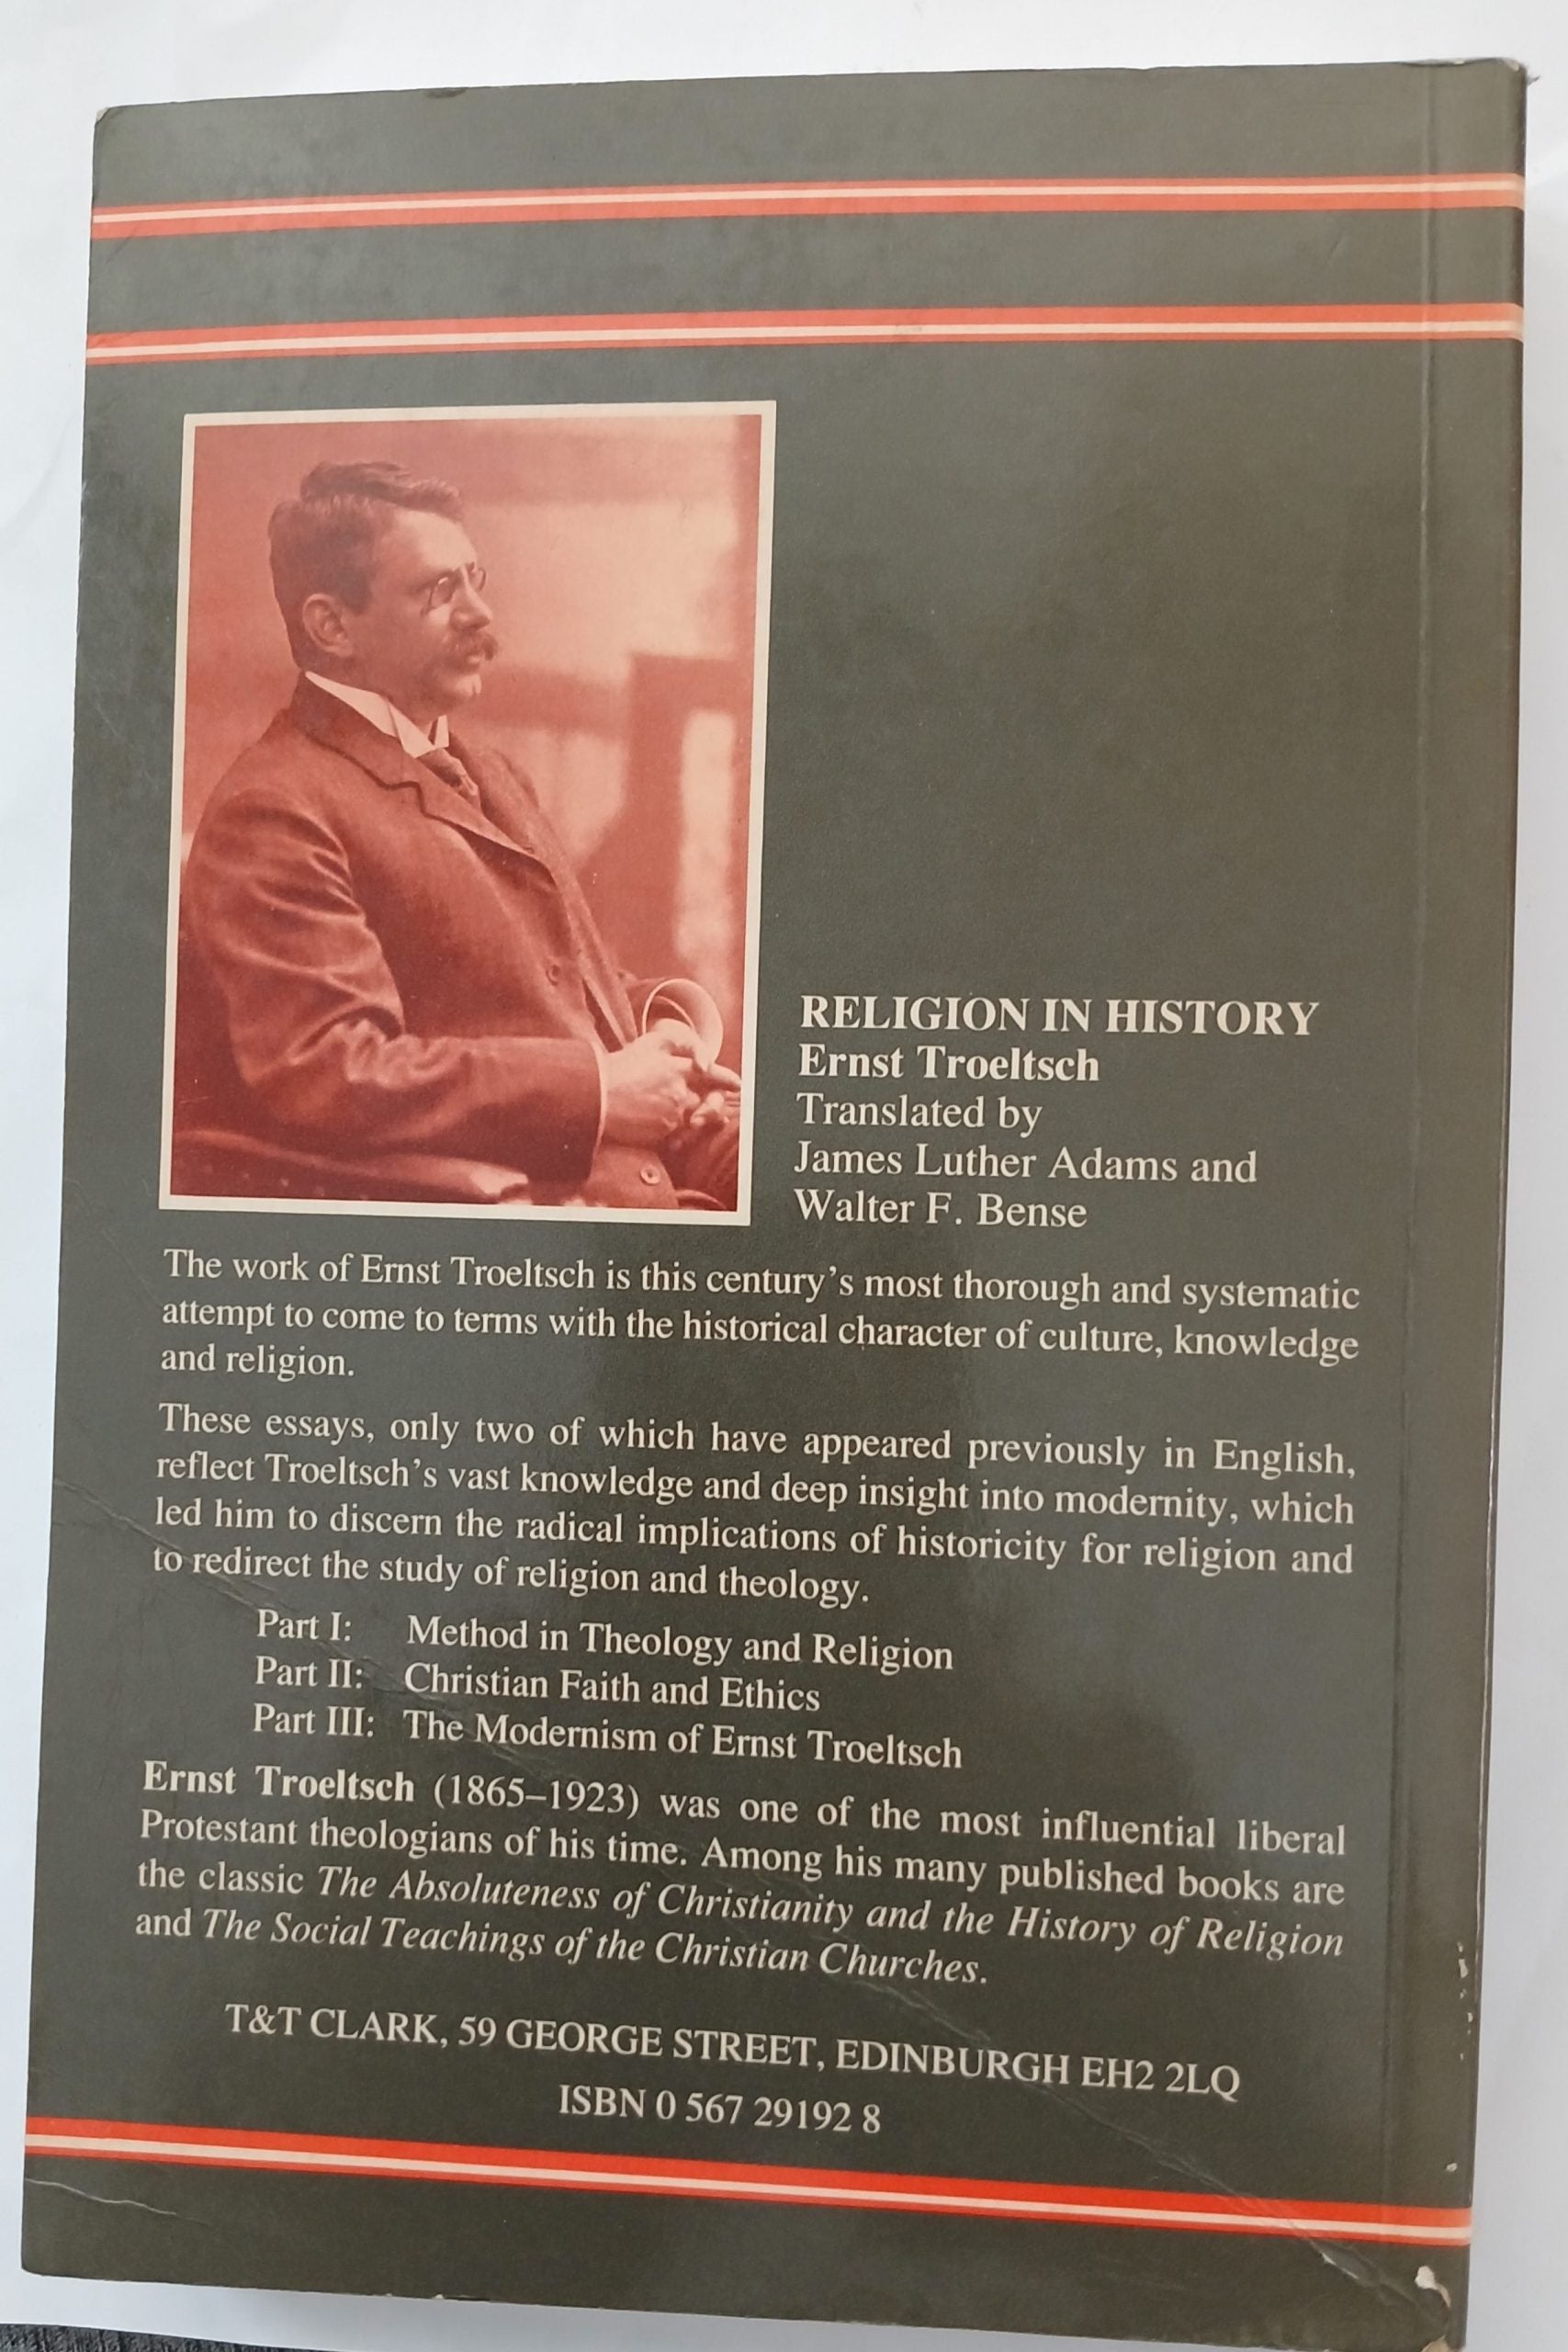 RELIGION IN HISTORY
Ernst Troeltsch
Translated by
James Luther Adams and
Walter F. Bense
The work of Ernst Troeltsch is this century's most thorough and systematic
attempt to come to terms with the historical character of culture, knowledge
and religion.
These essays, only two of which have appeared previously in English,
reflect Troeltsch's vast knowledge and deep insight into modernity, which
led him to discern the radical implications of historicity for religion and
to redirect the study of religion and theology.
Part I: Method in Theology and Religion
Part II: Christian Faith and Ethics
Part III: The Modernism of Ernst Troeltsch
Ernst Troeltsch (1865–1923) was one of the most influential liberal
Protestant theologians of his time. Among his many published books are
the classic The Absoluteness of Christianity and the History of Religion
and The Social Teachings of the Christian Churches.
T&T CLARK, 59 GEORGE STREET, EDINBURGH EH2 2LQ
ISBN 0 567 29192 8